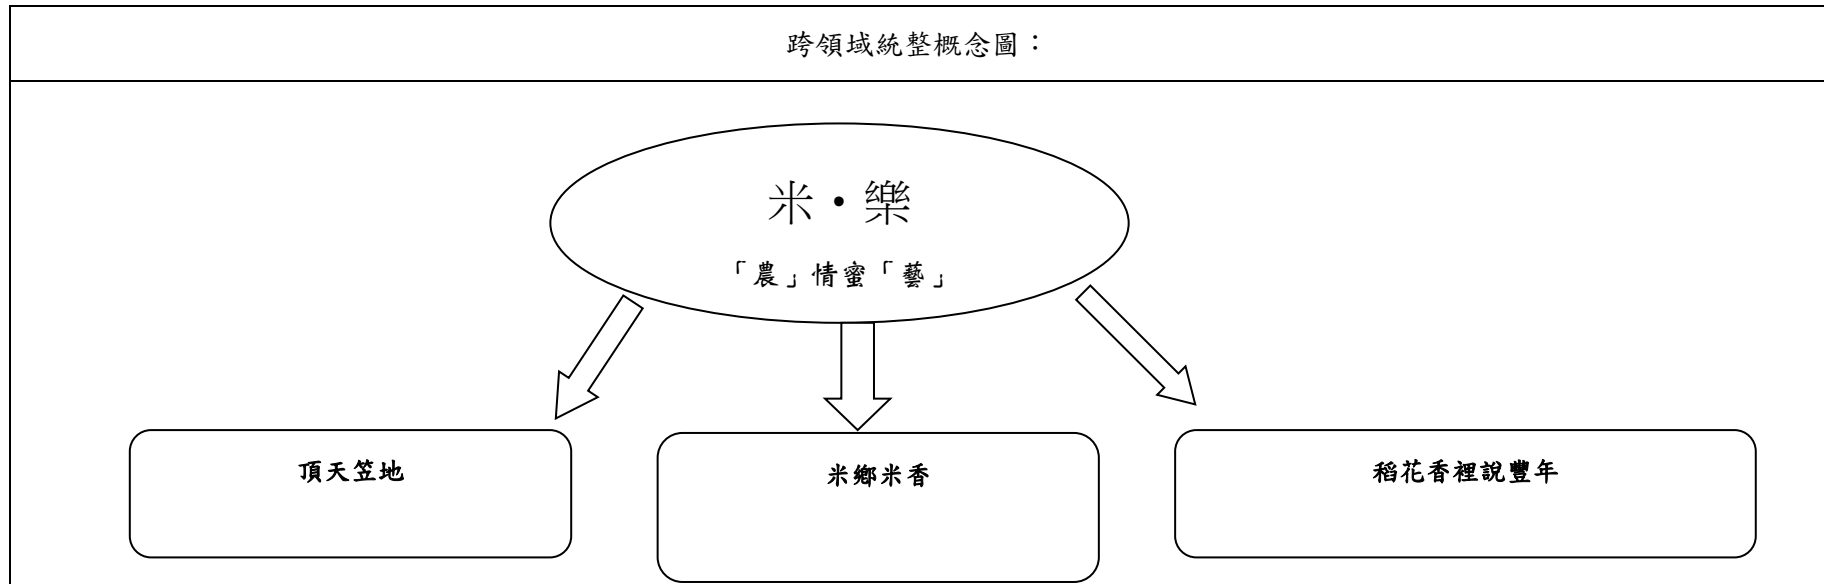 跨領域統整概念圖：
米・樂
「農」情蜜「藝」
頂天笠地
米鄉米香
稻花香裡說豐年